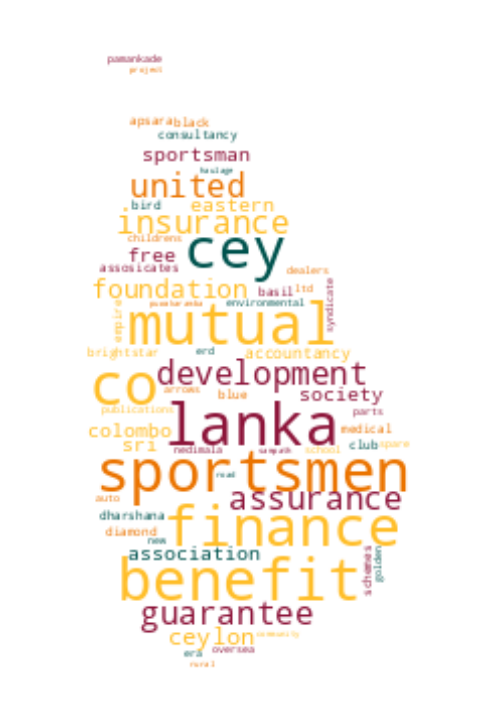 pamankade
project
apsara black
consultancy
sportsman
haulage
united
bird eastern
insurance
childrens cey
free
assosicates dealers
foundation basil ltd
syndicate
empire environmental
mutual
brightstar erd accountancy
co development
arrows blue society
publications parts
lanka
colombo medical
sri nedimala sampath school club spare
sportsmen
road
auto assurance
dharshana finance
diamond
new
association
schemes golden
benefit
guarantee
ceylon community
era oversea
rural